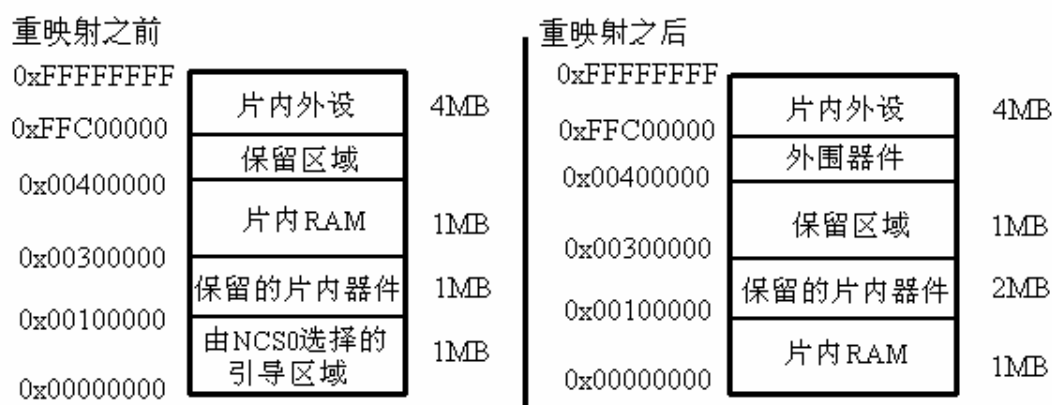 重映射之前
0xFFFFFFFF
片内外设
4MB
0xFFC00000
保留区域
0x00400000
片内RAM
1MB
0x00300000
保留的片内器件
1MB
0x00100000
由NCS0选择的
引导区域
1MB
0x00000000
重映射之后
0xFFFFFFFF
片内外设
4MB
0xFFC00000
外围器件
0x00400000
保留区域
1MB
0x00300000
保留的片内器件
2MB
0x00100000
片内RAM
1MB
0x00000000